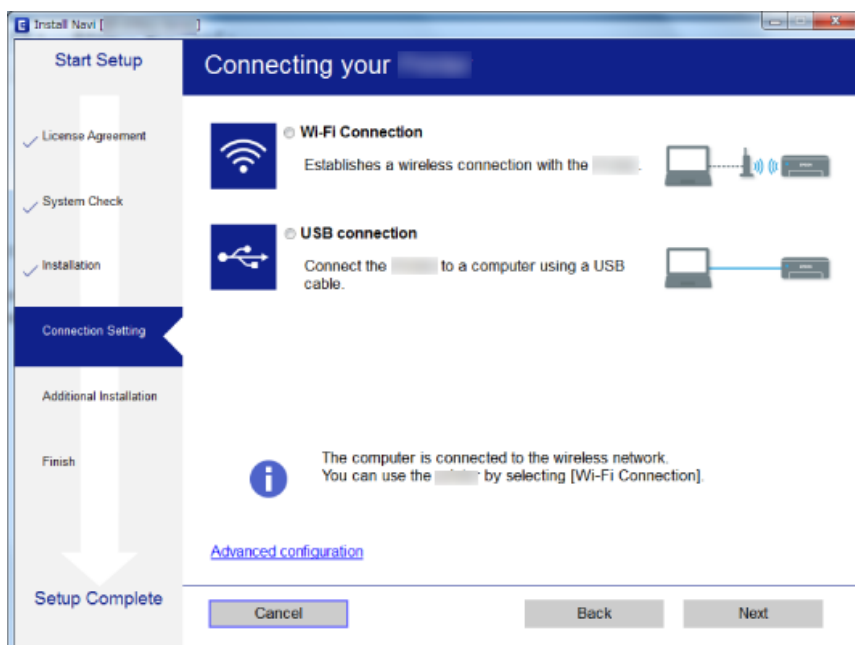 Install Navi [ ]
Start Setup
License Agreement
System Check
Installation
Connection Setting
Additional Installation
Finish
Setup Complete
Connecting your
Wi-Fi Connection
Establishes a wireless connection with the .
USB connection
Connect the to a computer using a USB
cable.
The computer is connected to the wireless network.
You can use the by selecting [Wi-Fi Connection].
Advanced configuration
Cancel
Back
Next